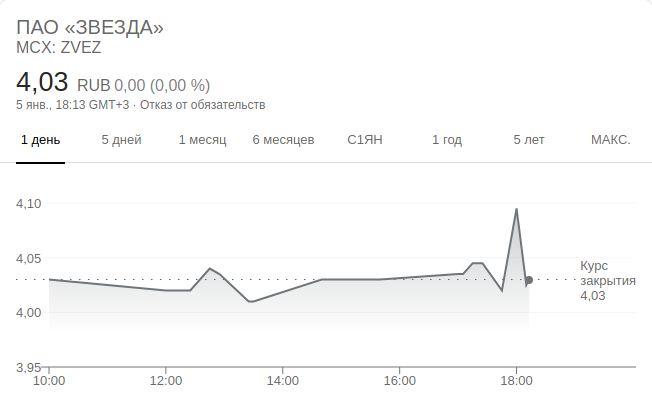 ПАО «ЗВЕЗДА»
MCX: ZVEZ
4,03 RUB 0,00 (0,00 %)
5 янв., 18:13 GMT+3 · Отказ от обязательств
1 день 5 дней 1 месяц 6 месяцев С1ЯН 1 год 5 лет МАКС.
4,10
4,05
Курс
закрытия
4,03
4,00
3,95
10:00 12:00 14:00 16:00 18:00